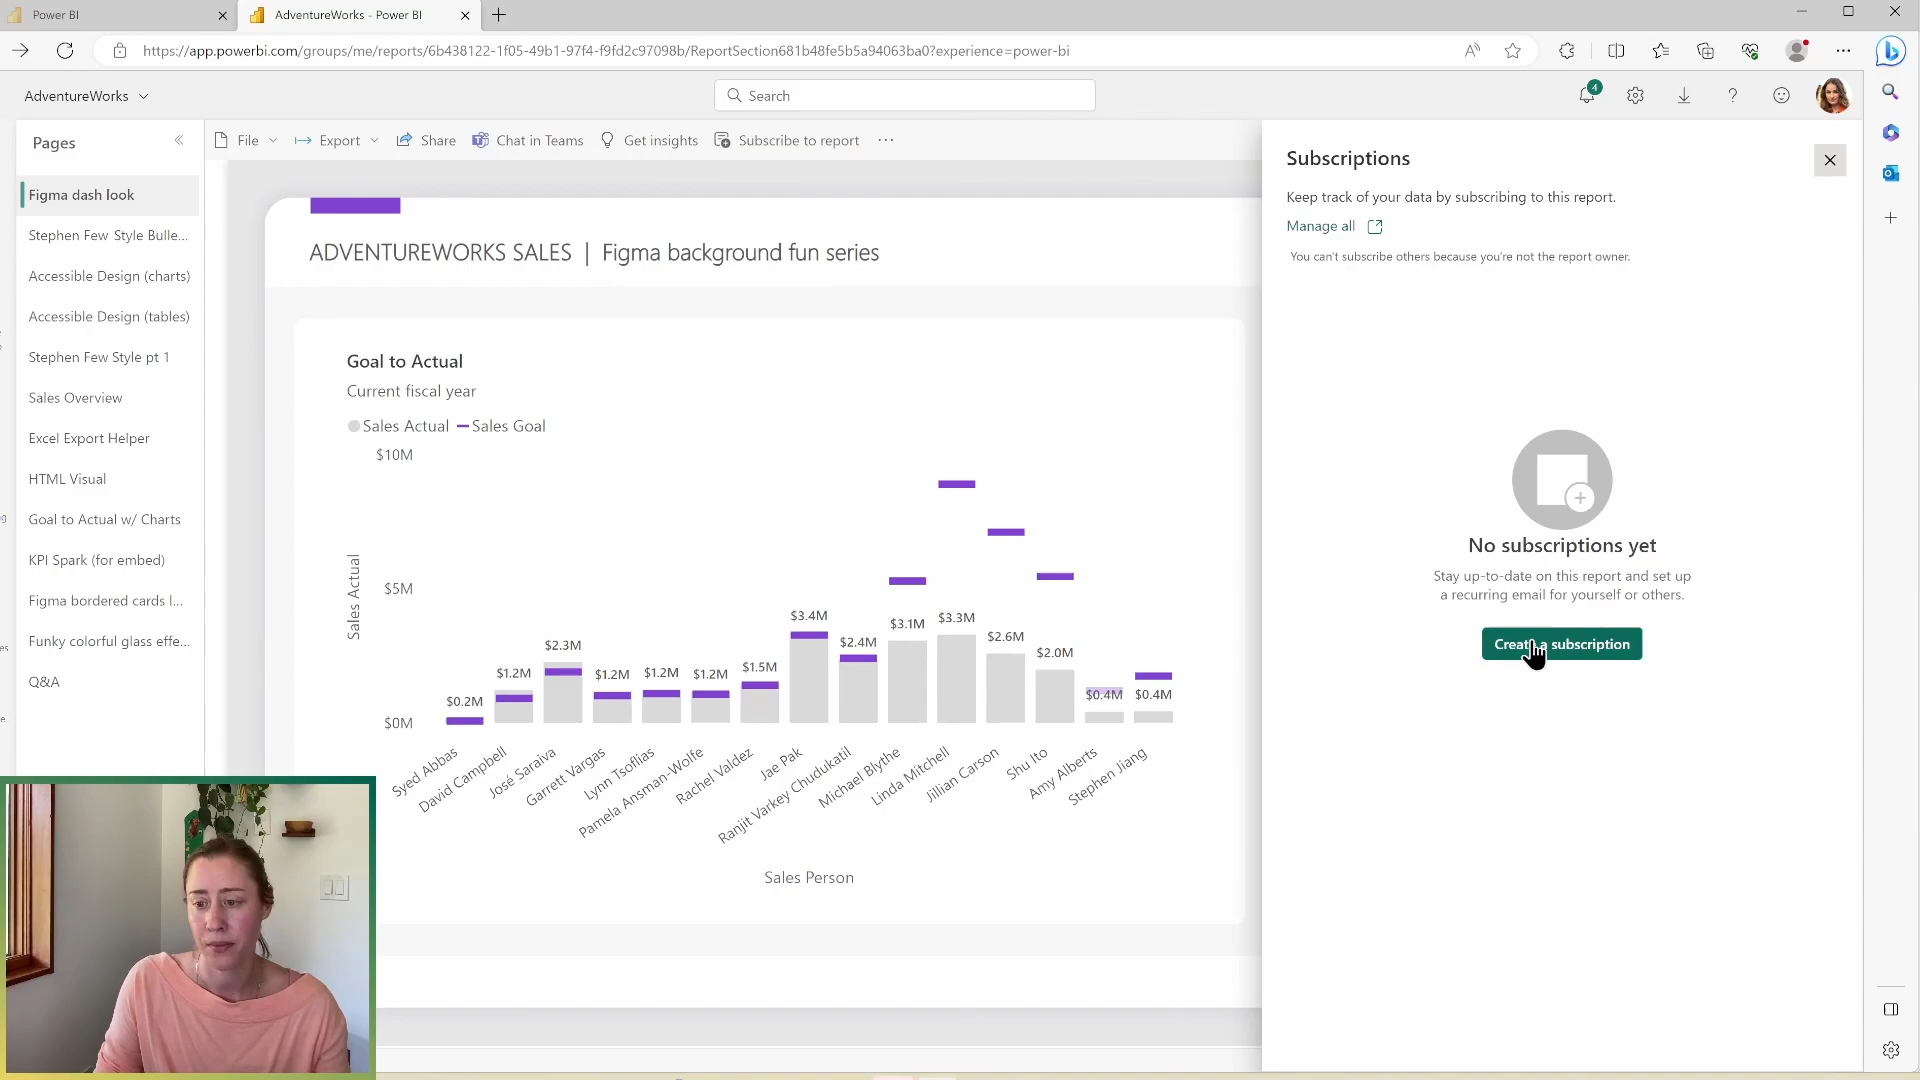 Power BI
AdventureWorks - Power BI
https://app.powerbi.com/groups/me/reports/6b438122-1f05-49b1-97f4-f9fd2c97098b/ReportSection681b48fe5b5a94063ba0?experience=power-bi
AdventureWorks
Search
4
Pages
File
Export
Share
Chat in Teams
Get insights
Subscribe to report
Figma dash look
Stephen Few Style Bulle...
Accessible Design (charts)
Accessible Design (tables)
Stephen Few Style pt 1
Sales Overview
Excel Export Helper
HTML Visual
Goal to Actual w/ Charts
KPI Spark (for embed)
Figma bordered cards l...
Funky colorful glass effe...
Q&A
ADVENTUREWORKS SALES | Figma background fun series
Goal to Actual
Current fiscal year
Sales Actual
Sales Goal
$10M
$5M
$0M
Sales Actual
$0.2M
$1.2M
$2.3M
$1.2M
$1.2M
$1.2M
$1.5M
$3.4M
$2.4M
$3.1M
$3.3M
$2.6M
$2.0M
$0.4M
$0.4M
Syed Abbas
David Campbell
José Saraiva
Garrett Vargas
Lynn Tsoflias
Pamela Ansman-Wolfe
Rachel Valdez
Jae Pak
Ranjit Varkey Chudukatil
Michael Blythe
Linda Mitchell
Jillian Carson
Shu Ito
Amy Alberts
Stephen Jiang
Sales Person
Subscriptions
Keep track of your data by subscribing to this report.
Manage all
You can't subscribe others because you're not the report owner.
No subscriptions yet
Stay up-to-date on this report and set up
a recurring email for yourself or others.
Create a subscription